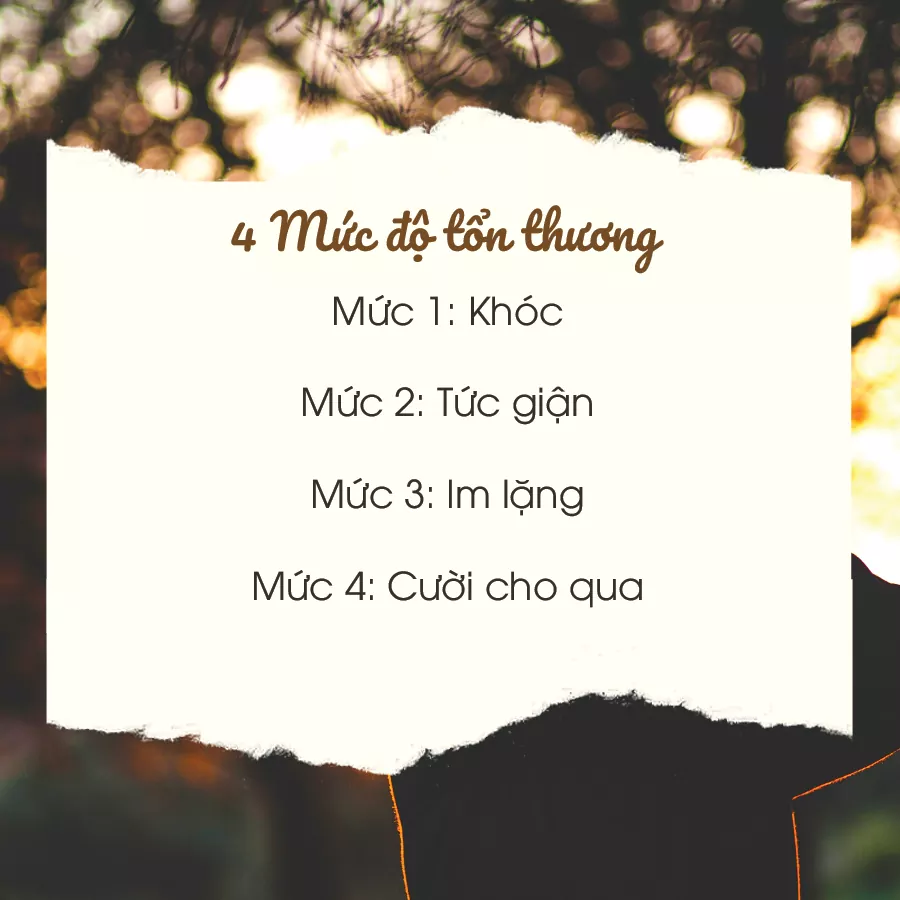 4 Mức độ tổn thương
Mức 1: Khóc
Mức 2: Tức giận
Mức 3: Im lặng
Mức 4: Cười cho qua